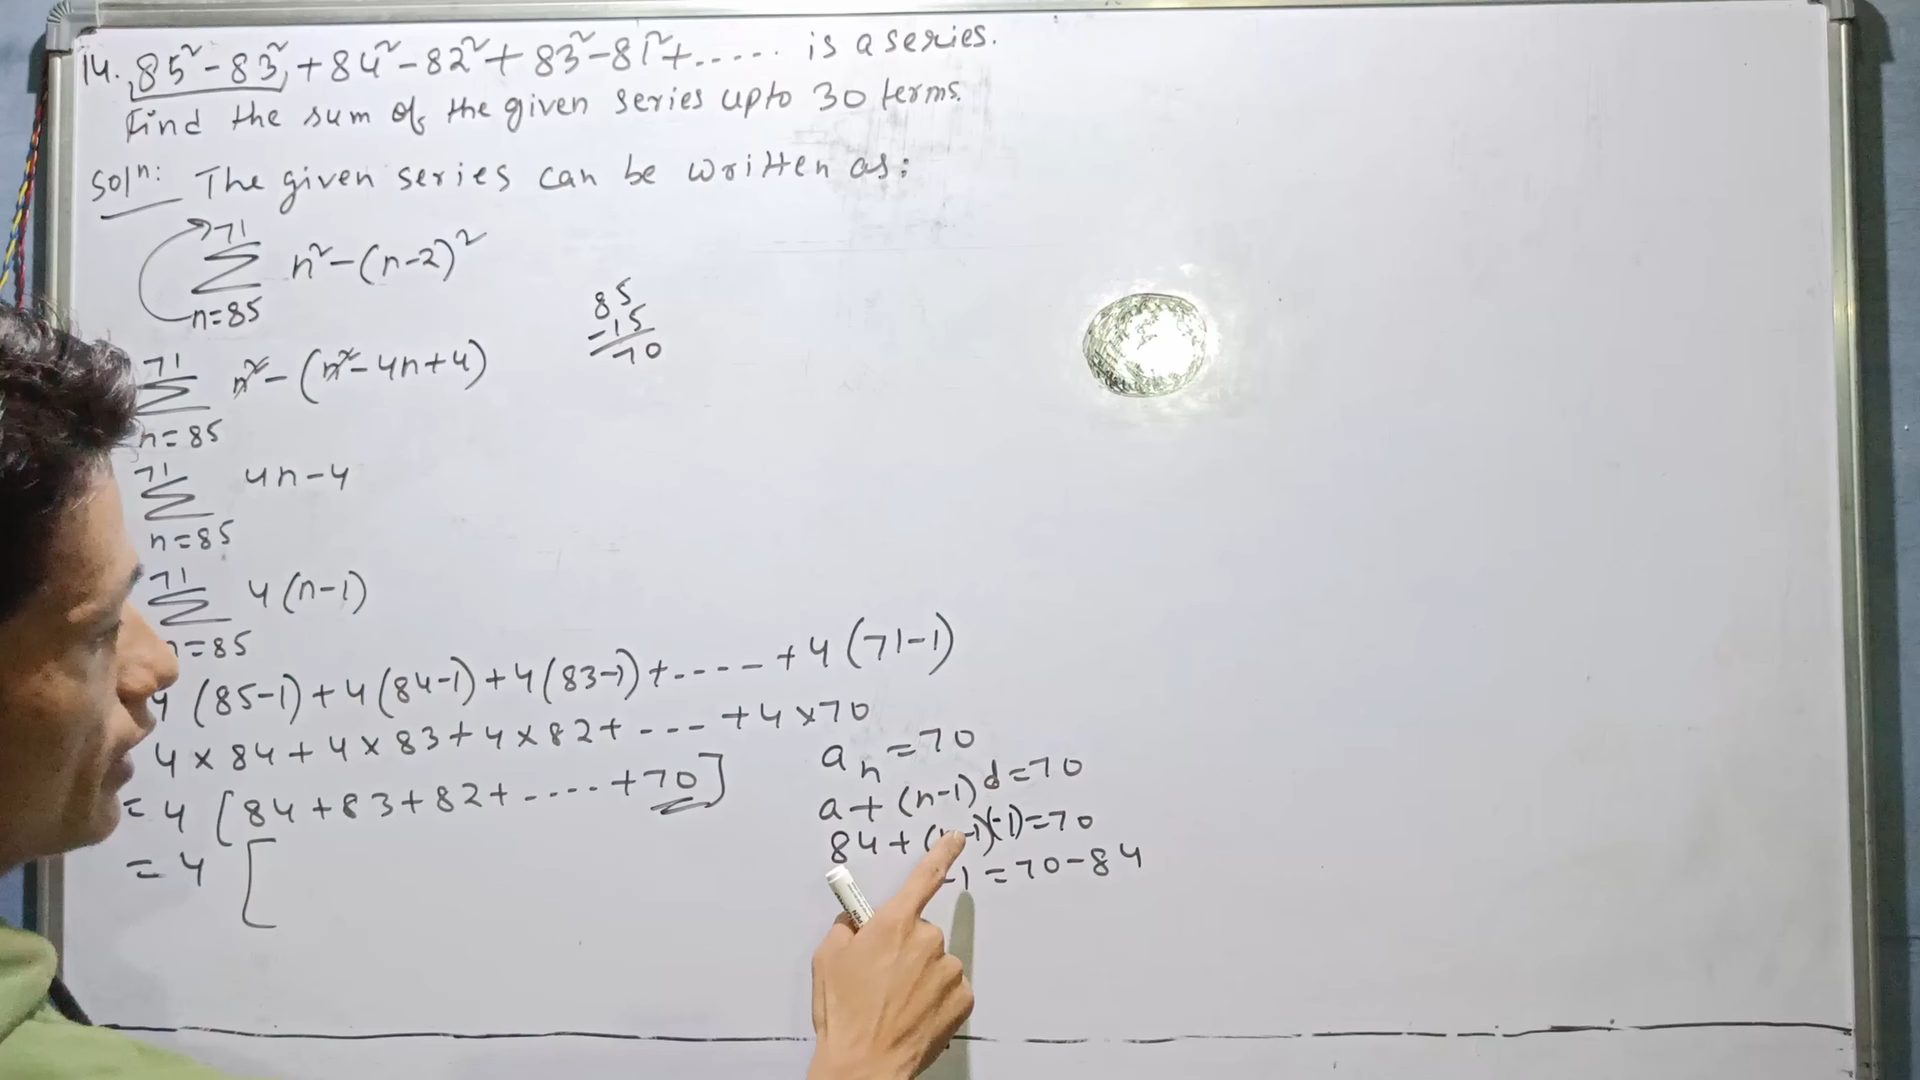 14. 85² - 83² + 84² - 82² + 83² - 81² + ..... is a series.
Find the sum of the given series upto 30 terms.
Solⁿ: The given series can be written as:
71
∑ n² - (n-2)²
n=85
85
-15
70
71
∑ n² - (n² - 4n + 4)
n=85
71
∑ 4n - 4
n=85
71
∑ 4(n-1)
n=85
4(85-1) + 4(84-1) + 4(83-1) + ----- + 4(71-1)
4×84 + 4×83 + 4×82 + ---- + 4×70
= 4 [84 + 83 + 82 + ..... + 70]
= 4 [
aₙ = 70
a + (n-1)d = 70
84 + (n-1)(-1) = 70
-1 = 70 - 84